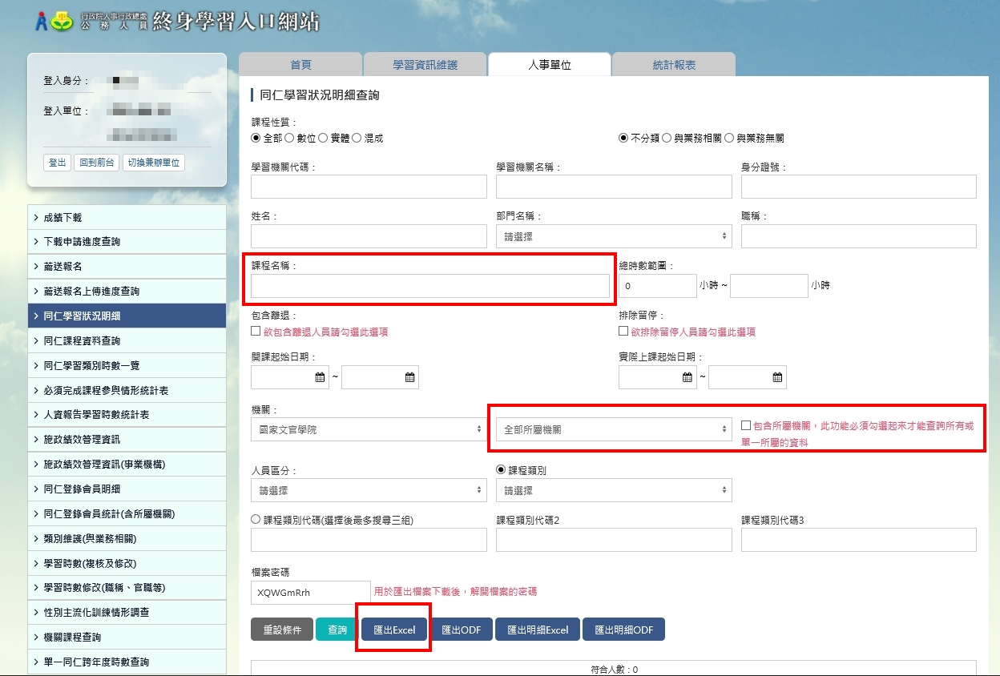 行政院人事行政總處
公務人員 終身學習入口網站
登入身分：
登入單位：
登出 回到前台 切換兼辦單位
成績下載
下載申請進度查詢
薦送報名
薦送報名上傳進度查詢
同仁學習狀況明細
同仁課程資料查詢
同仁學習類別時數一覽
必須完成課程參與情形統計表
人資報告學習時數統計表
施政績效管理資訊
施政績效管理資訊(事業機構)
同仁登錄會員明細
同仁登錄會員統計(含所屬機關)
類別維護(與業務相關)
學習時數(複核及修改)
學習時數修改(職稱、官職等)
性別主流化訓練情形調查
機關課程查詢
單一同仁跨年度時數查詢
首頁 學習資訊維護 人事單位 統計報表
同仁學習狀況明細查詢
課程性質：
全部 數位 實體 混成 不分類 與業務相關 與業務無關
學習機關代碼： 學習機關名稱： 身分證號：
姓名： 部門名稱： 職稱：
請選擇
課程名稱： 總時數範圍：
0 小時 ~ 小時
包含離退： 排除留停：
欲包含離退人員請勾選此選項 欲排除留停人員請勾選此選項
開課起始日期： 實際上課起始日期：
~ ~
機關：
國家文官學院 全部所屬機關 包含所屬機關，此功能必須勾選起來才能查詢所有或
單一所屬的資料
人員區分： 課程類別
請選擇 請選擇
課程類別代碼(選擇後最多搜尋三組) 課程類別代碼2 課程類別代碼3
檔案密碼
XQWGmRrh 用於匯出檔案下載後，解開檔案的密碼
重設條件 查詢 匯出Excel 匯出ODF 匯出明細Excel 匯出明細ODF
符合人數：0